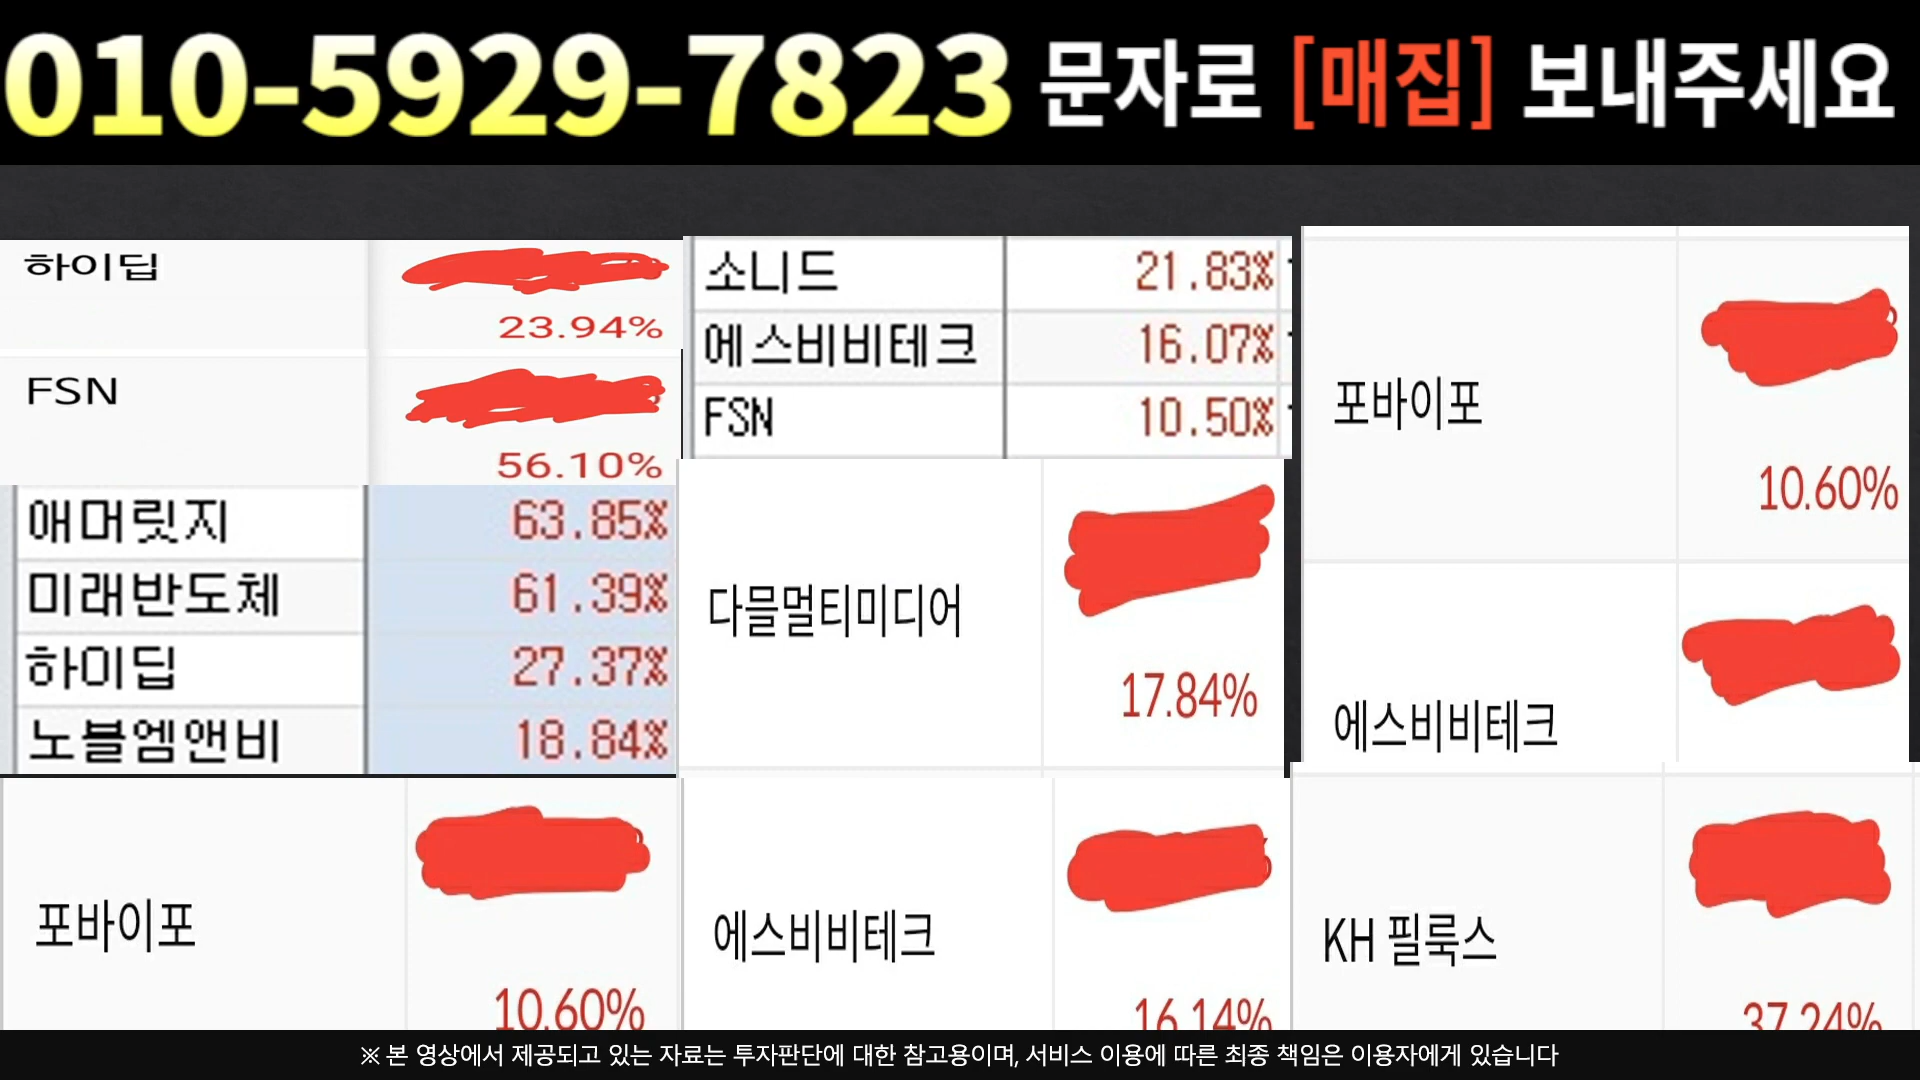 010-5929-7823 문자로 [매집] 보내주세요
하이딥
23.94%
FSN
56.10%
애머릿지 63.85%
미래반도체 61.39%
하이딥 27.37%
노블엠앤비 18.84%
소니드 21.83%
에스비비테크 16.07%
FSN 10.50%
다믈멀티미디어
17.84%
포바이포
10.60%
에스비비테크
포바이포
10.60%
에스비비테크
16.14%
KH 필룩스
37.24%
※ 본 영상에서 제공되고 있는 자료는 투자판단에 대한 참고용이며, 서비스 이용에 따른 최종 책임은 이용자에게 있습니다